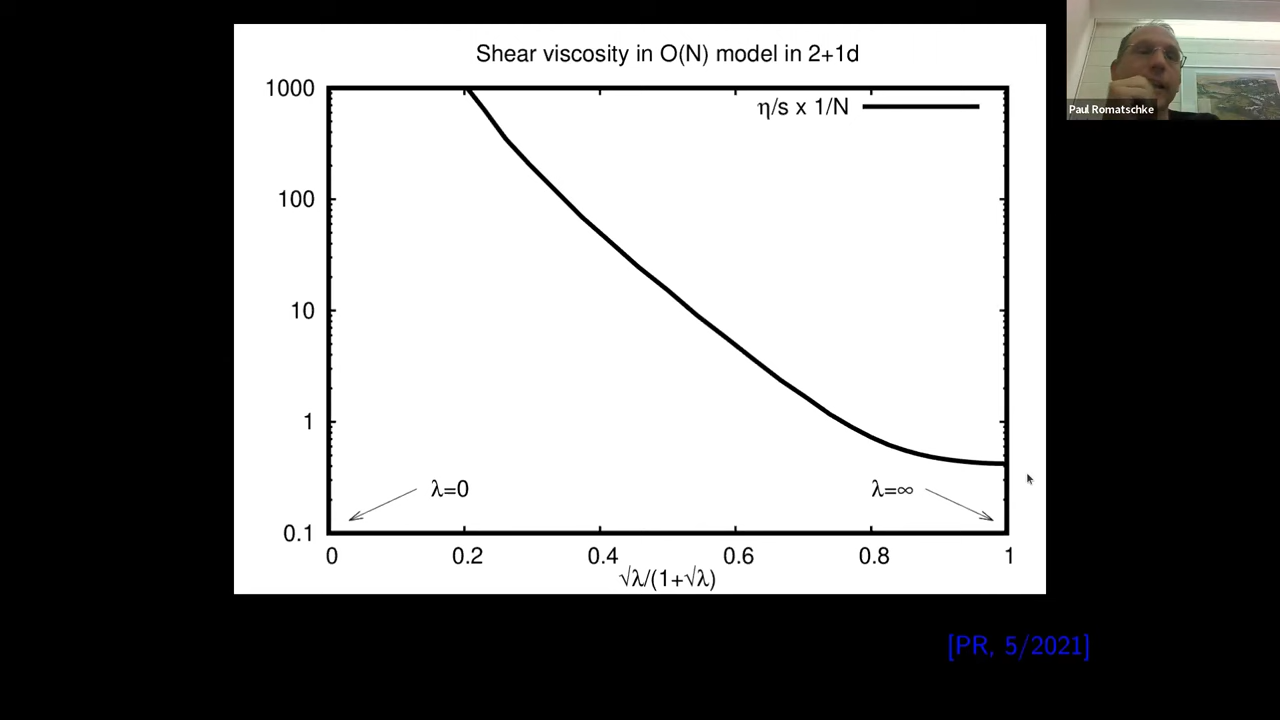 Shear viscosity in O(N) model in 2+1d
η/s x 1/N
1000
100
10
1
0.1
λ=0
λ=∞
0 0.2 0.4 0.6 0.8 1
√λ/(1+√λ)
[PR, 5/2021]
Paul Romatschke